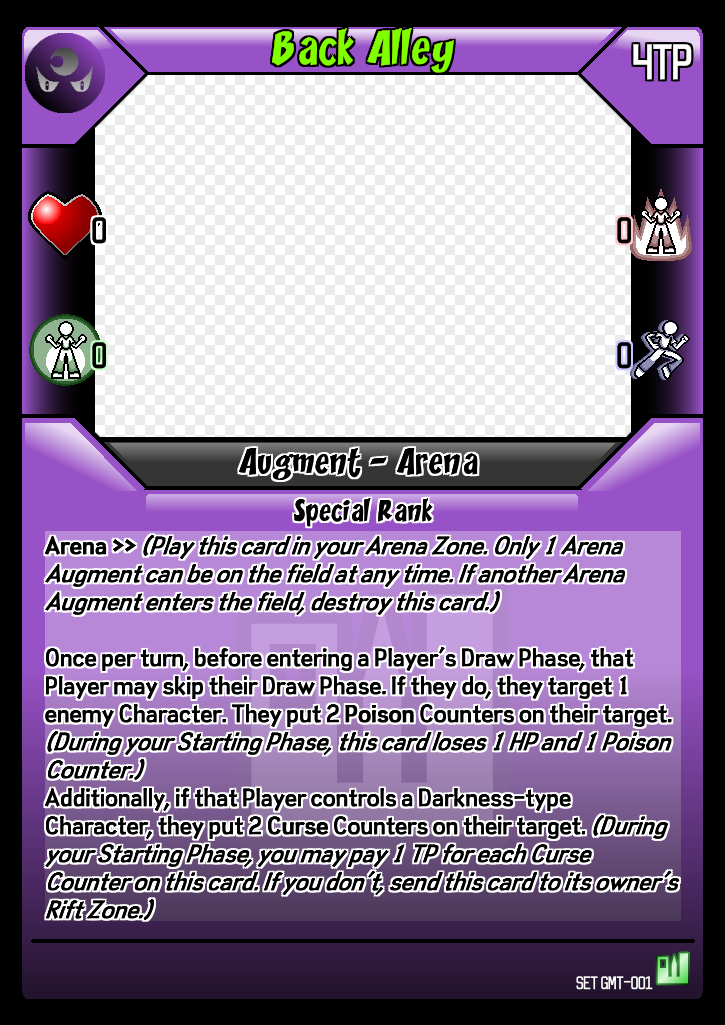 Back Alley
4TP
0
0
0
0
Augment - Arena
Special Rank
Arena >> (Play this card in your Arena Zone. Only 1 Arena
Augment can be on the field at any time. If another Arena
Augment enters the field, destroy this card.)
Once per turn, before entering a Player's Draw Phase, that
Player may skip their Draw Phase. If they do, they target 1
enemy Character. They put 2 Poison Counters on their target.
(During your Starting Phase, this card loses 1 HP and 1 Poison
Counter.)
Additionally, if that Player controls a Darkness-type
Character, they put 2 Curse Counters on their target. (During
your Starting Phase, you may pay 1 TP for each Curse
Counter on this card. If you don't, send this card to its owner's
Rift Zone.)
SET GMT-001